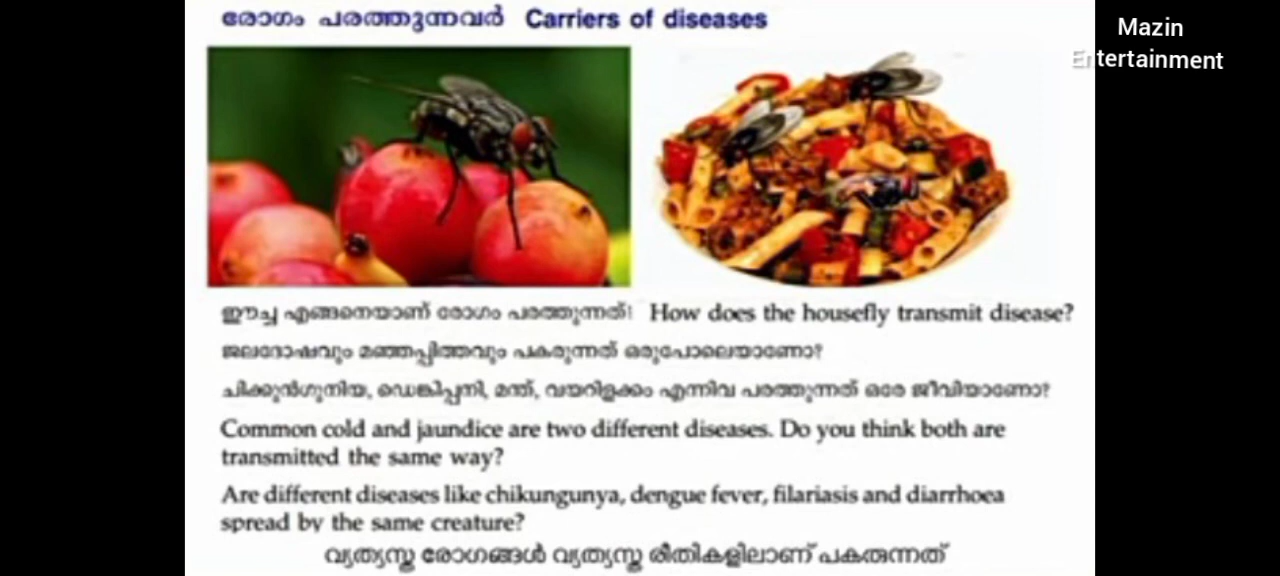 രോഗം പരത്തുന്നവർ Carriers of diseases
Mazin
Entertainment
ഈച്ച എങ്ങനെയാണ് രോഗം പരത്തുന്നത്! How does the housefly transmit disease?
ജലദോഷവും മഞ്ഞപ്പിത്തവും പകരുന്നത് ഒരുപോലെയാണോ?
ചിക്കുൻഗുനിയ, ഡെങ്കിപ്പനി, മന്ത്, വയറിളക്കം എന്നിവ പരത്തുന്നത് ഒരേ ജീവിയാണോ?
Common cold and jaundice are two different diseases. Do you think both are
transmitted the same way?
Are different diseases like chikungunya, dengue fever, filariasis and diarrhoea
spread by the same creature?
വ്യത്യസ്ത രോഗങ്ങൾ വ്യത്യസ്ത രീതികളിലാണ് പകരുന്നത്